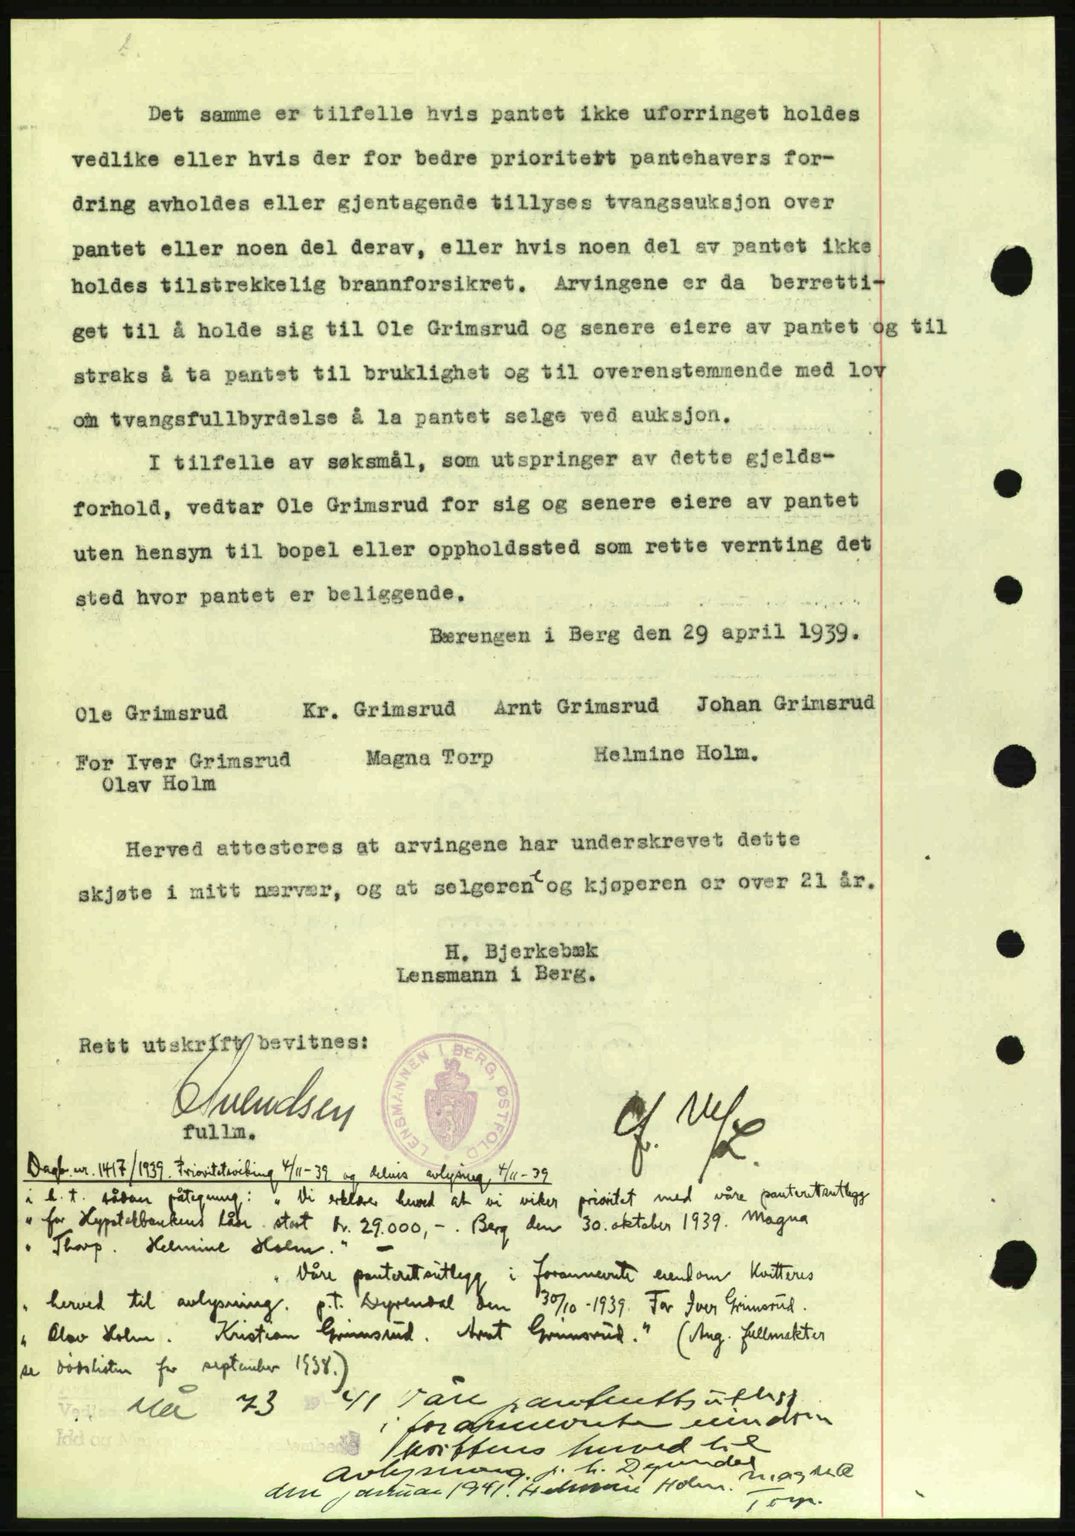 Det samme er tilfelle hvis pantet ikke uforringet holdes
vedlike eller hvis der for bedre prioritert pantehavers for-
dring avholdes eller gjentagende tillyses tvangsauksjon over
pantet eller noen del derav, eller hvis noen del av pantet ikke
holdes tilstrekkelig brannforsikret. Arvingene er da berretti-
get til å holde sig til Ole Grimsrud og senere eiere av pantet og til
straks å ta pantet til bruklighet og til overenstemmende med lov
om tvangsfullbyrdelse å la pantet selge ved auksjon.
I tilfelle av søksmål, som utspringer av dette gjelds-
forhold, vedtar Ole Grimsrud for sig og senere eiere av pantet
uten hensyn til bopel eller oppholdssted som rette vernting det
sted hvor pantet er beliggende.
Bærengen i Berg den 29 april 1939.
Ole Grimsrud Kr. Grimsrud Arnt Grimsrud Johan Grimsrud
For Iver Grimsrud Magna Torp Helmine Holm.
Olav Holm
Herved attesteres at arvingene har underskrevet dette
skjøte i mitt nærvær, og at selgeren og kjøperen er over 21 år.
H. Bjerkebæk
Lensmann i Berg.
Rett utskrift bevitnes:
LENSMANNEN I BERG, ØSTFOLD
Svendsen
fullm.
Dagb. nr. 1417/1939. Prioritetsvikning 4/11-39 og delvis avlysning 4/11-39
i h. t. sådan påtegning: "Vi erklærer herved at vi viker prioritet med våre panterettsutlegg
" for Hypotekbankens lån stort kr. 29.000,-. Berg den 30. oktober 1939. Magna
" Thorp. Helmine Holm." —
"Våre panterettsutlegg i forannevnte eiendom kvitteres
" herved til avlysning. p.t. Dyrendal den 30/10-1939. For Iver Grimsrud.
" Olav Holm. Kristian Grimsrud. Arnt Grimsrud." (Ang. fullmakter
se dødslisten for september 1938.)
73 41 Våre panterettsutlegg
i forannevnte eiendom
kvitteres herved til
avlysning. p. t. Dyrendal
den januar 1941. Helmine Holm. Magna
Torp.